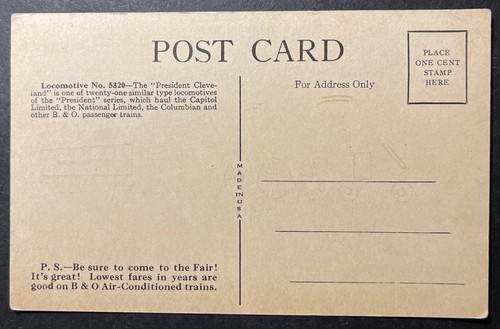 POST CARD
PLACE
ONE CENT
STAMP
HERE
Locomotive No. 5320—The "President Cleve-
land" is one of twenty-one similar type locomotives
of the "President" series, which haul the Capitol
Limited, the National Limited, the Columbian and
other B. & O. passenger trains.
For Address Only
MADE IN USA
P. S.—Be sure to come to the Fair!
It's great! Lowest fares in years are
good on B & O Air-Conditioned trains.